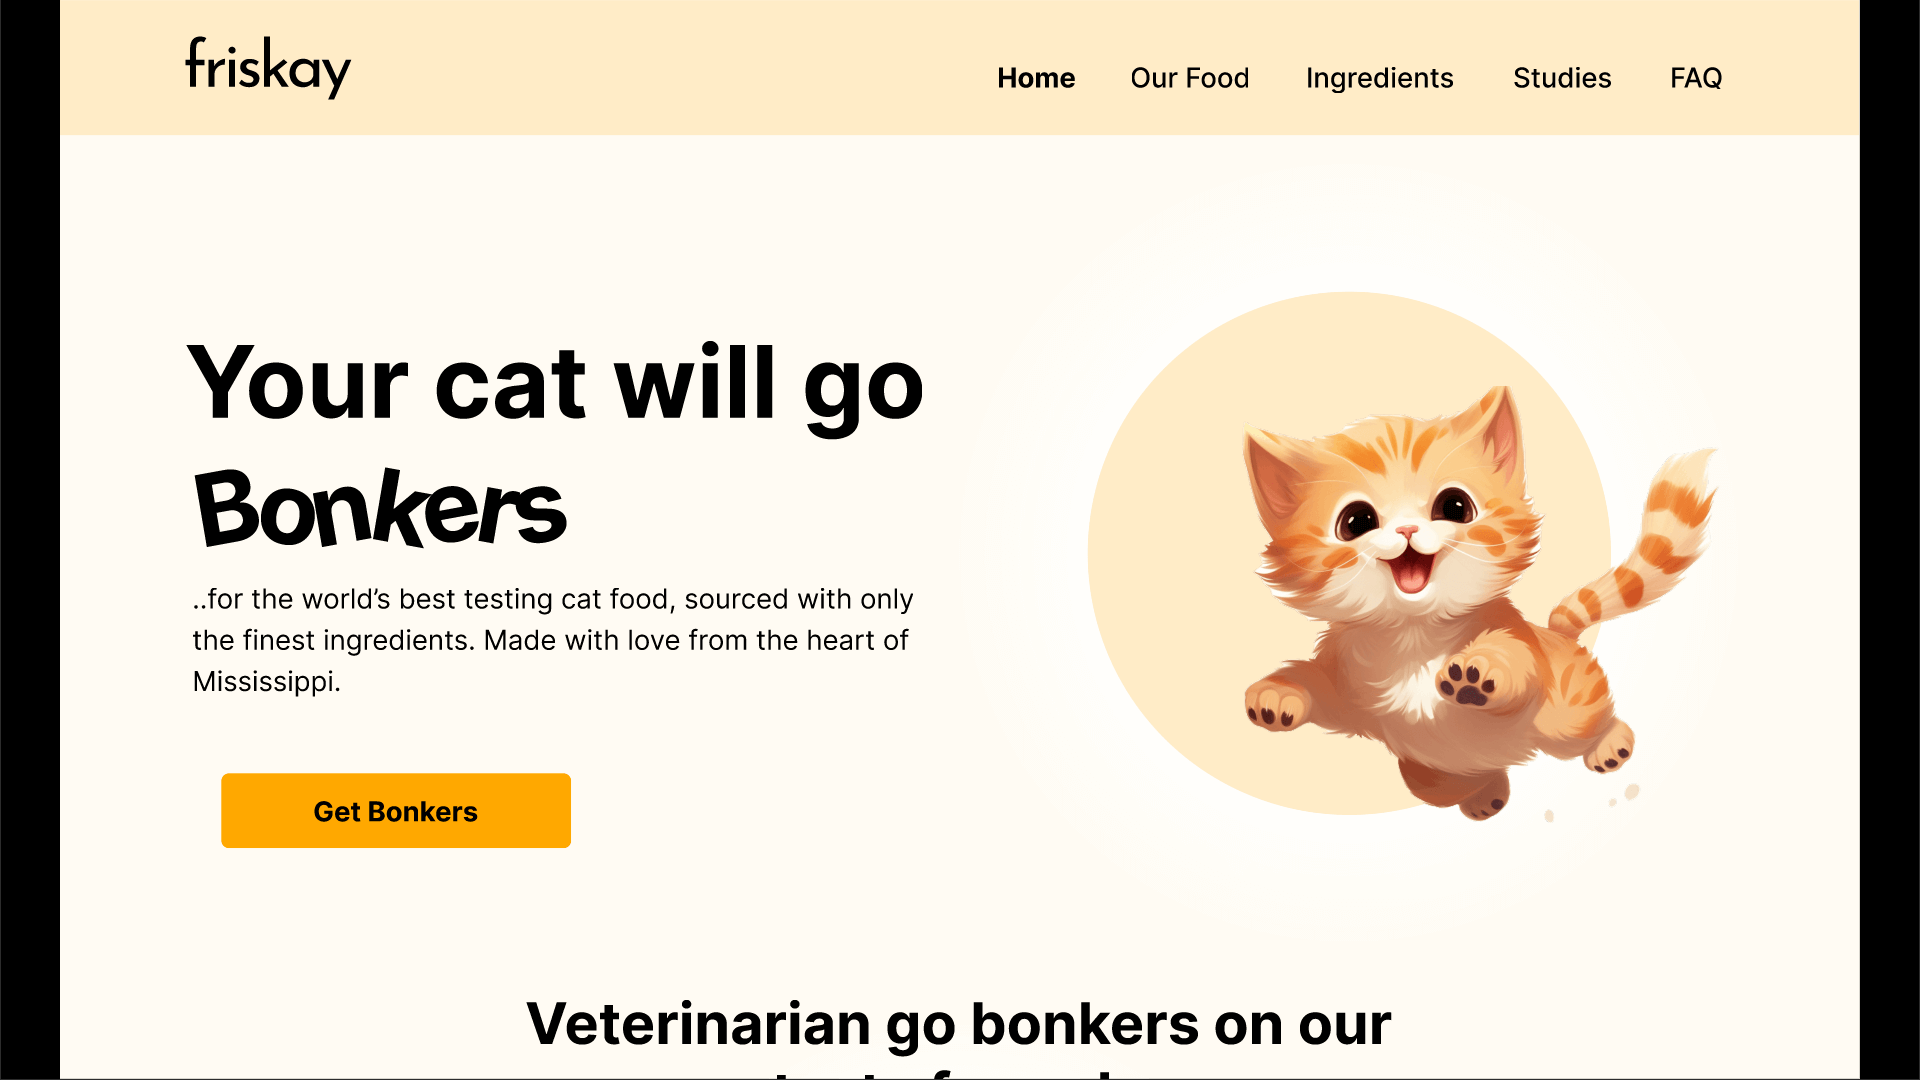 friskay
Home Our Food Ingredients Studies FAQ
Your cat will go
Bonkers
..for the world’s best testing cat food, sourced with only
the finest ingredients. Made with love from the heart of
Mississippi.
Get Bonkers
Veterinarian go bonkers on our